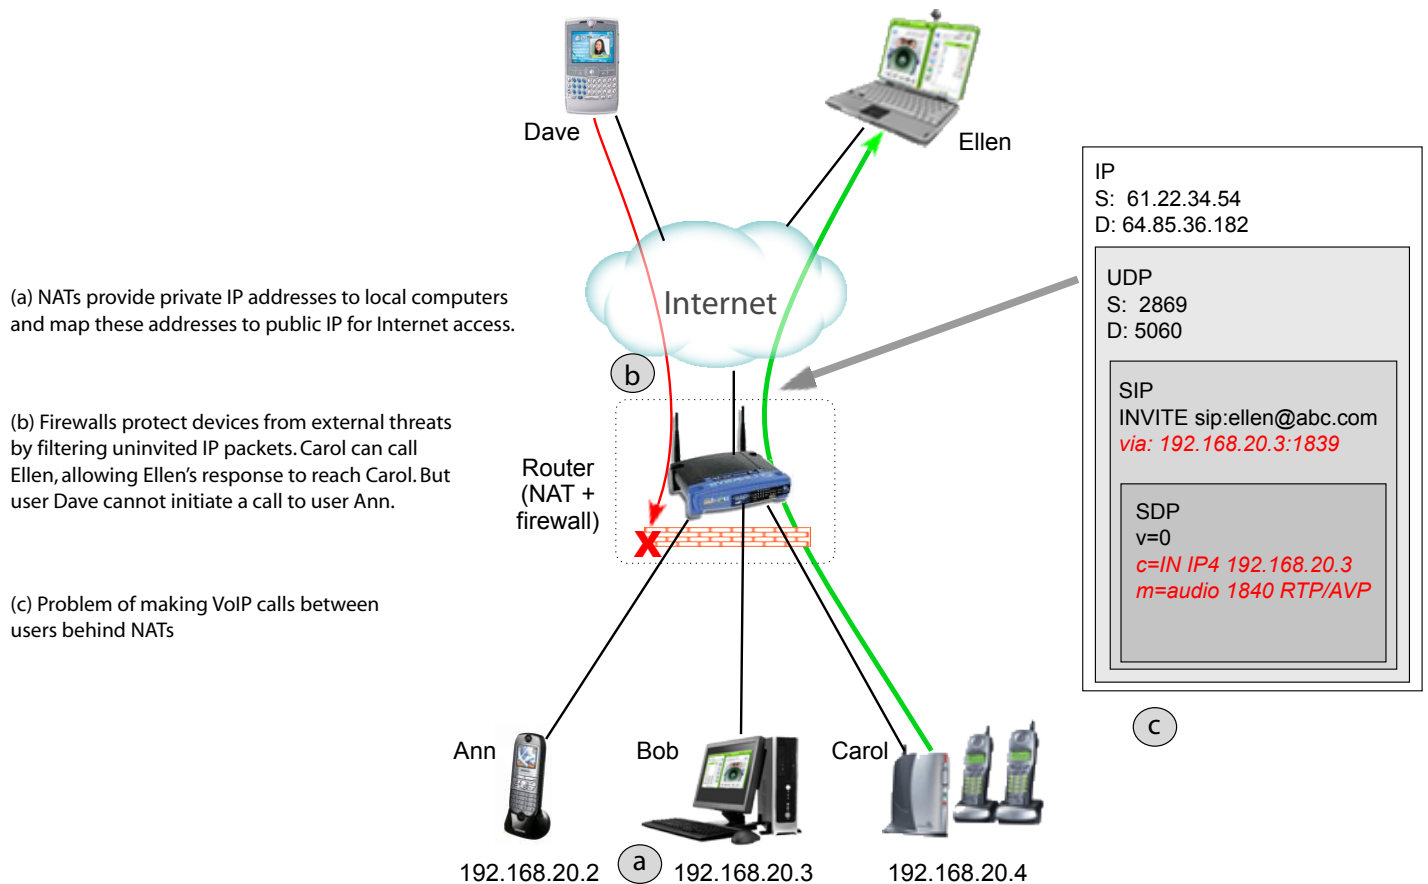 Dave
Ellen
IP
S: 61.22.34.54
D: 64.85.36.182
UDP
S: 2869
D: 5060
SIP
INVITE sip:ellen@abc.com
via: 192.168.20.3:1839
SDP
v=0
c=IN IP4 192.168.20.3
m=audio 1840 RTP/AVP
c
(a) NATs provide private IP addresses to local computers
and map these addresses to public IP for Internet access.
Internet
b
(b) Firewalls protect devices from external threats
by filtering uninvited IP packets. Carol can call
Ellen, allowing Ellen's response to reach Carol. But
user Dave cannot initiate a call to user Ann.
Router
(NAT +
firewall)
X
(c) Problem of making VoIP calls between
users behind NATs
Ann
Bob
Carol
192.168.20.2
a
192.168.20.3
192.168.20.4